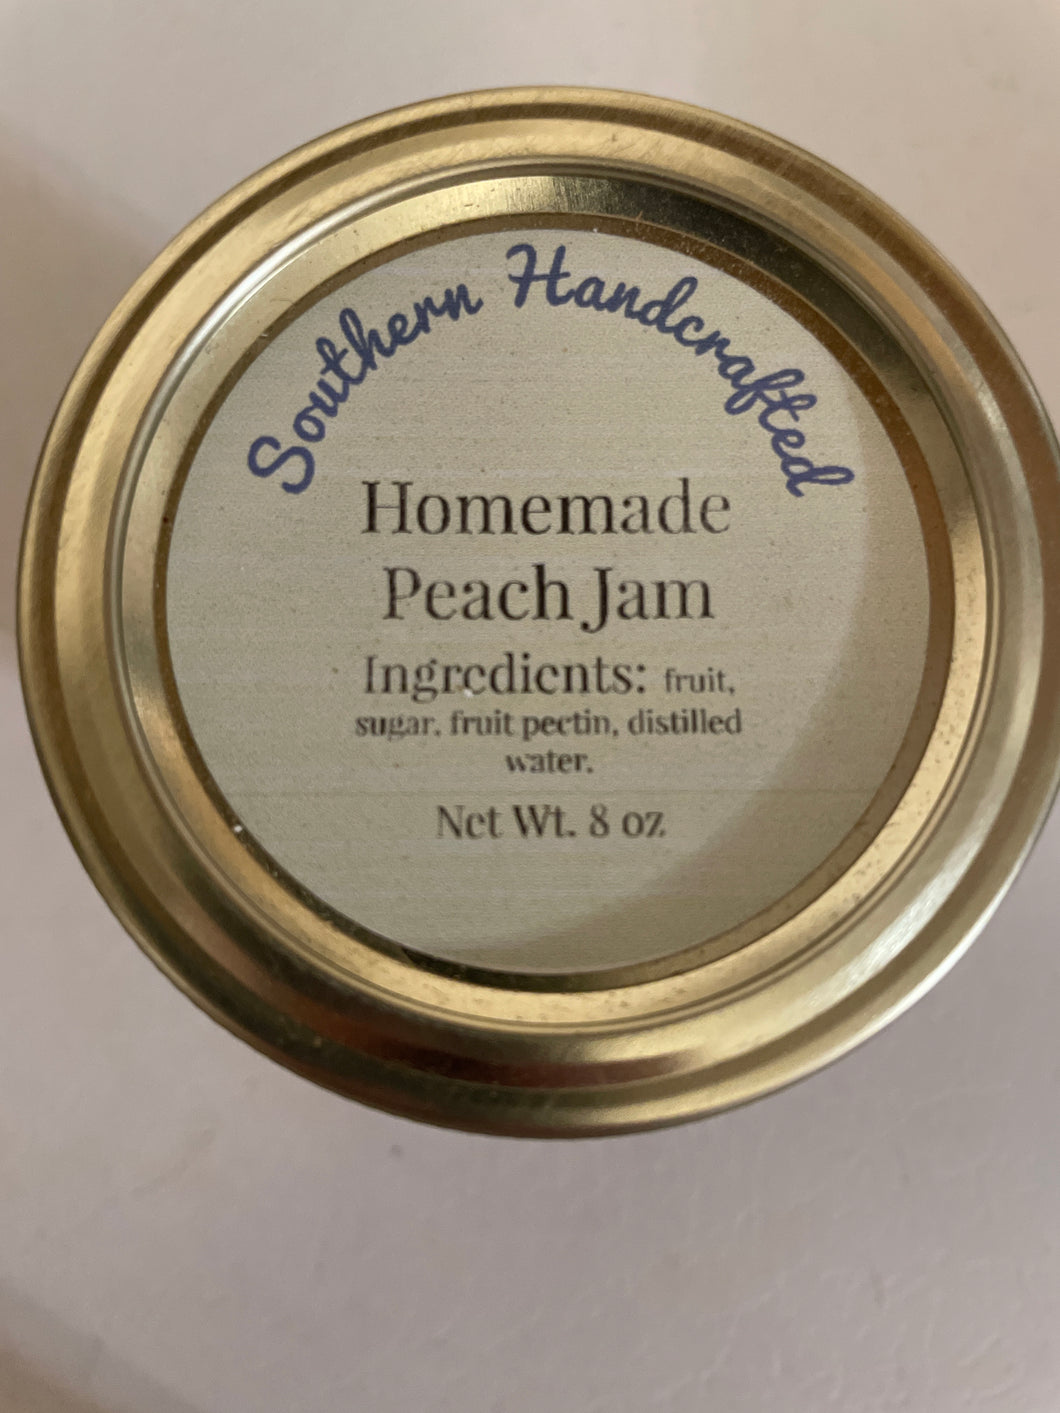 Southern Handcrafted
Homemade
Peach Jam
Ingredients: fruit,
sugar, fruit pectin, distilled
water.
Net Wt. 8 oz